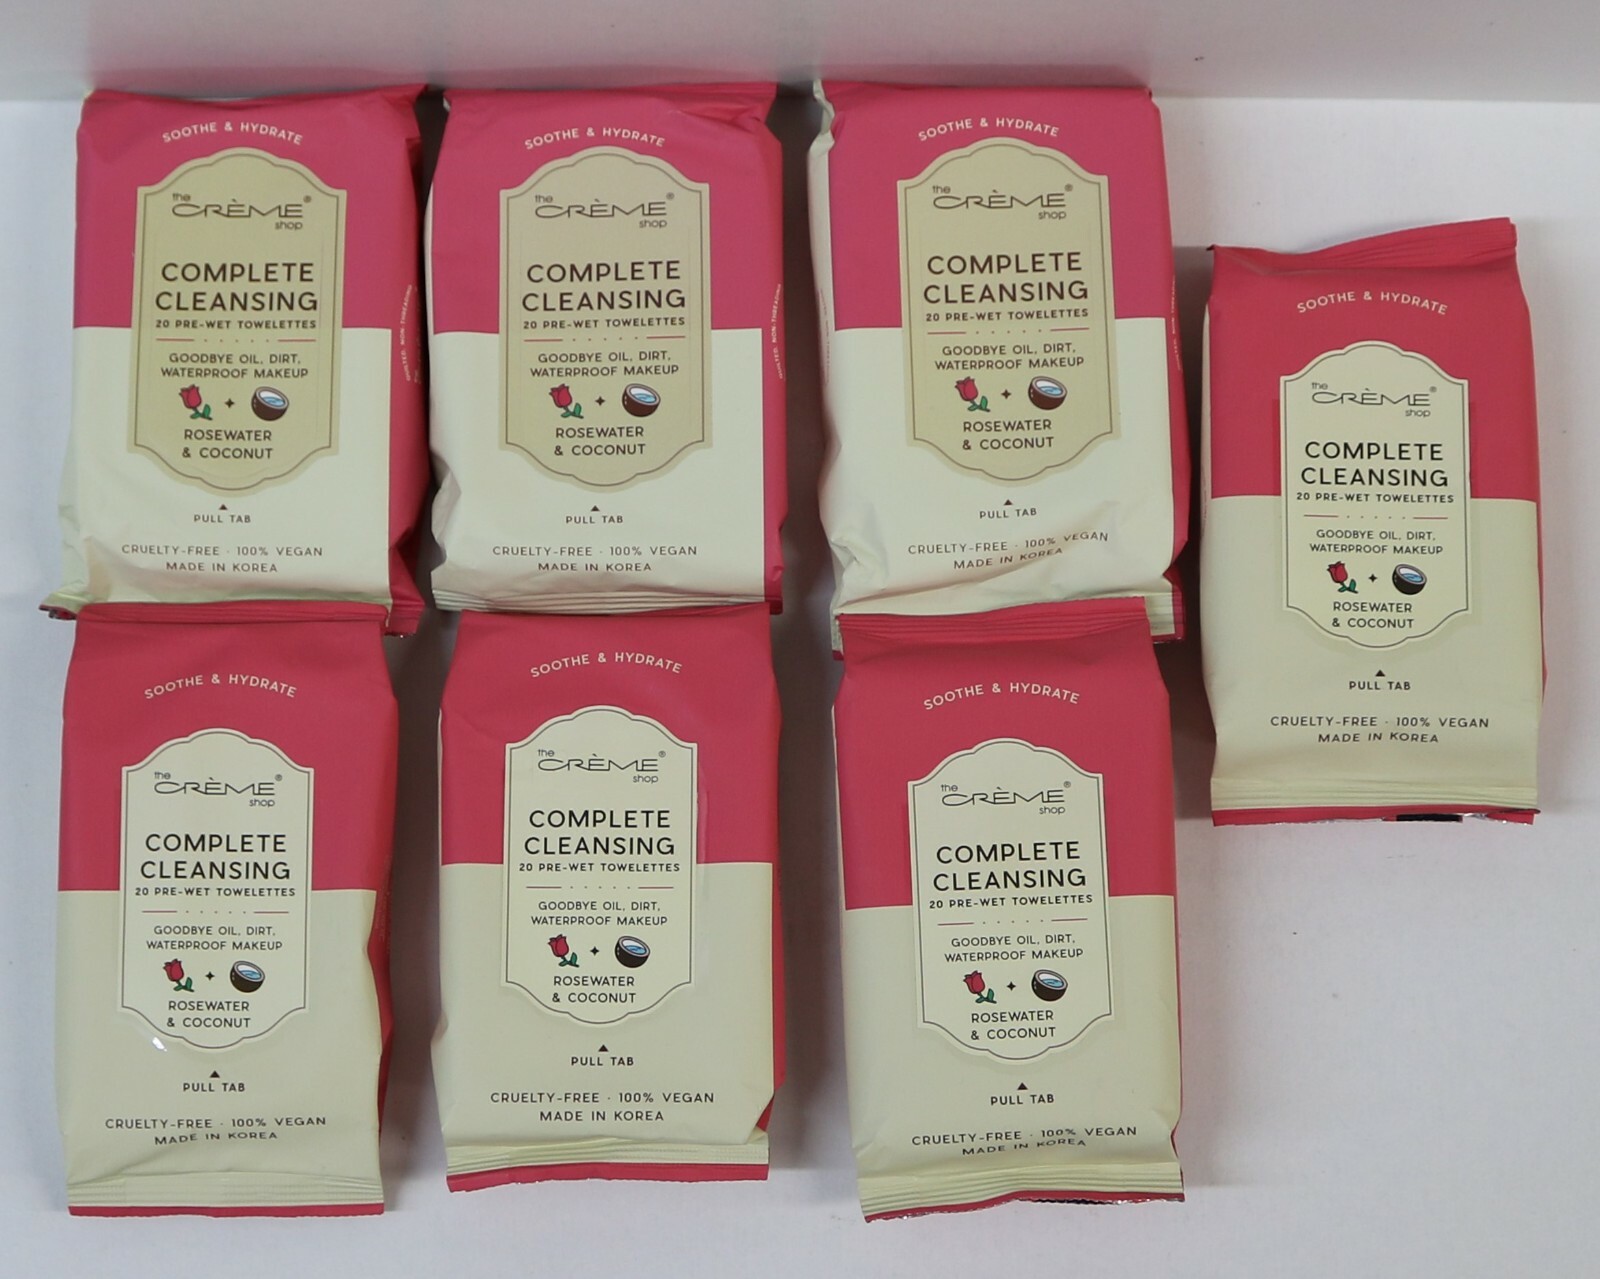 SOOTHE & HYDRATE
the
CRÈME®
shop
COMPLETE
CLEANSING
20 PRE-WET TOWELETTES
GOODBYE OIL, DIRT,
WATERPROOF MAKEUP
ROSEWATER
& COCONUT
PULL TAB
CRUELTY-FREE · 100% VEGAN
MADE IN KOREA
SOOTHE & HYDRATE
the
CRÈME®
shop
COMPLETE
CLEANSING
20 PRE-WET TOWELETTES
GOODBYE OIL, DIRT,
WATERPROOF MAKEUP
ROSEWATER
& COCONUT
PULL TAB
CRUELTY-FREE · 100% VEGAN
MADE IN KOREA
SOOTHE & HYDRATE
the
CRÈME®
shop
COMPLETE
CLEANSING
20 PRE-WET TOWELETTES
GOODBYE OIL, DIRT,
WATERPROOF MAKEUP
ROSEWATER
& COCONUT
PULL TAB
CRUELTY-FREE · 100% VEGAN
MADE IN KOREA
SOOTHE & HYDRATE
the
CRÈME®
shop
COMPLETE
CLEANSING
20 PRE-WET TOWELETTES
GOODBYE OIL, DIRT,
WATERPROOF MAKEUP
ROSEWATER
& COCONUT
PULL TAB
CRUELTY-FREE · 100% VEGAN
MADE IN KOREA
SOOTHE & HYDRATE
the
CRÈME®
shop
COMPLETE
CLEANSING
20 PRE-WET TOWELETTES
GOODBYE OIL, DIRT,
WATERPROOF MAKEUP
ROSEWATER
& COCONUT
PULL TAB
CRUELTY-FREE · 100% VEGAN
MADE IN KOREA
SOOTHE & HYDRATE
the
CRÈME®
shop
COMPLETE
CLEANSING
20 PRE-WET TOWELETTES
GOODBYE OIL, DIRT,
WATERPROOF MAKEUP
ROSEWATER
& COCONUT
PULL TAB
CRUELTY-FREE · 100% VEGAN
MADE IN KOREA
SOOTHE & HYDRATE
the
CRÈME®
shop
COMPLETE
CLEANSING
20 PRE-WET TOWELETTES
GOODBYE OIL, DIRT,
WATERPROOF MAKEUP
ROSEWATER
& COCONUT
PULL TAB
CRUELTY-FREE · 100% VEGAN
MADE IN KOREA